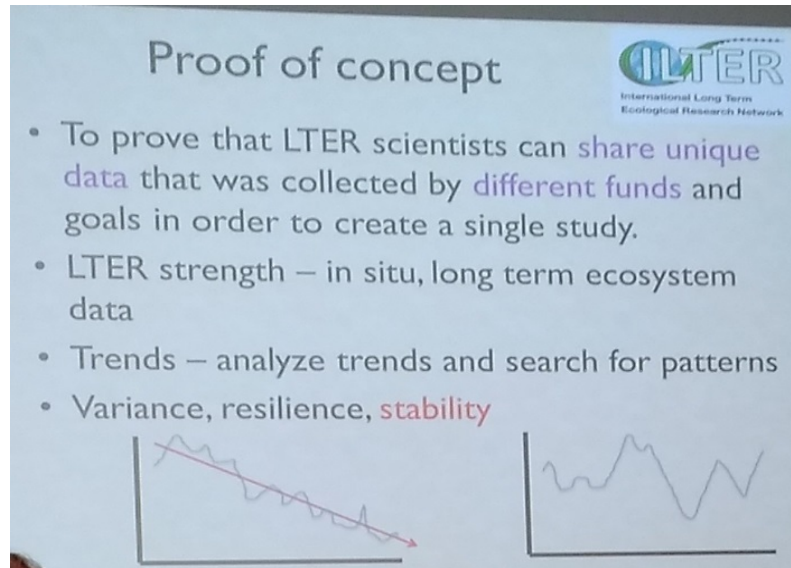 Proof of concept
ILTER
International Long Term
Ecological Research Network
• To prove that LTER scientists can share unique
data that was collected by different funds and
goals in order to create a single study.
• LTER strength – in situ, long term ecosystem
data
• Trends – analyze trends and search for patterns
• Variance, resilience, stability